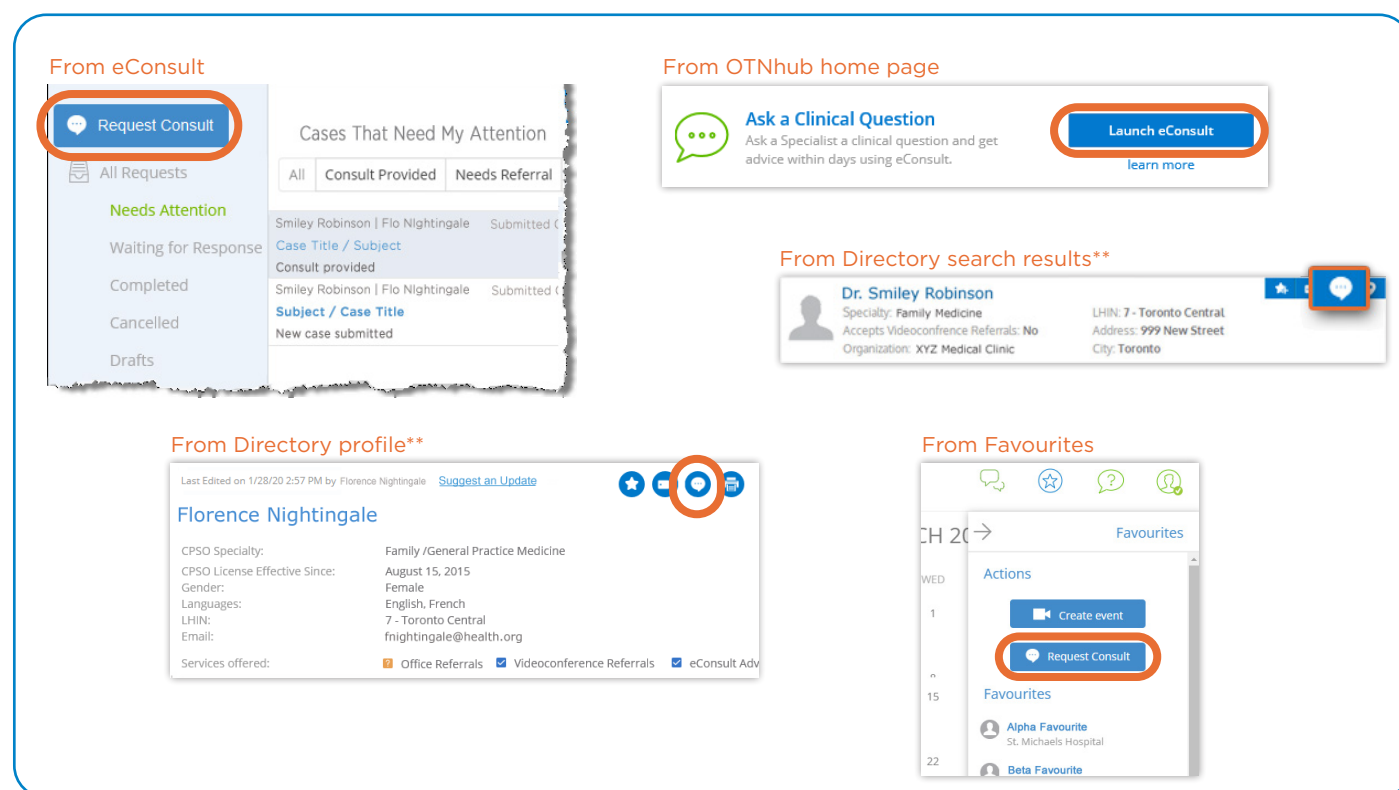 From eConsult
Request Consult
All Requests
Needs Attention
Waiting for Response
Completed
Cancelled
Drafts
Cases That Need My Attention
All Consult Provided Needs Referral
Smiley Robinson | Flo NIghtingale Submitted
Case Title / Subject
Consult provided
Smiley Robinson | Flo NIghtingale Submitted
Subject / Case Title
New case submitted
From OTNhub home page
Ask a Clinical Question
Ask a Specialist a clinical question and get
advice within days using eConsult.
Launch eConsult
learn more
From Directory search results**
Dr. Smiley Robinson
Specialty: Family Medicine
Accepts Videoconfrence Referrals: No
Organization: XYZ Medical Clinic
LHIN: 7 - Toronto Central
Address: 999 New Street
City: Toronto
From Directory profile**
Last Edited on 1/28/20 2:57 PM by Florence Nightingale Suggest an Update
Florence Nightingale
CPSO Specialty: Family /General Practice Medicine
CPSO License Effective Since: August 15, 2015
Gender: Female
Languages: English, French
LHIN: 7 - Toronto Central
Email: fnightingale@health.org
Services offered: Office Referrals Videoconference Referrals eConsult Adv
From Favourites
CH 20
WED
1
15
22
Favourites
Actions
Create event
Request Consult
Favourites
Alpha Favourite
St. Michaels Hospital
Beta Favourite